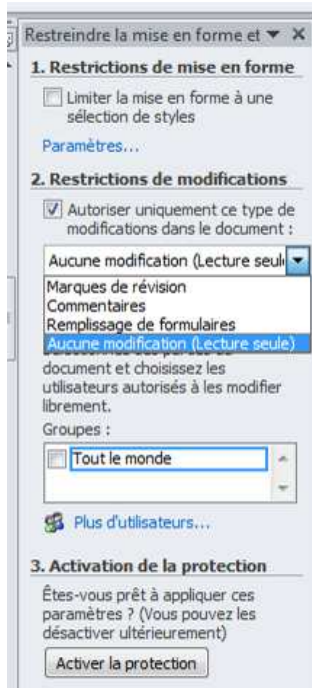 Restreindre la mise en forme et
1. Restrictions de mise en forme
Limiter la mise en forme à une
sélection de styles
Paramètres...
2. Restrictions de modifications
Autoriser uniquement ce type de
modifications dans le document :
Aucune modification (Lecture seul
Marques de révision
Commentaires
Remplissage de formulaires
Aucune modification (Lecture seule)
document et choisissez les
utilisateurs autorisés à les modifier
librement.
Groupes :
Tout le monde
Plus d'utilisateurs...
3. Activation de la protection
Êtes-vous prêt à appliquer ces
paramètres ? (Vous pouvez les
désactiver ultérieurement)
Activer la protection